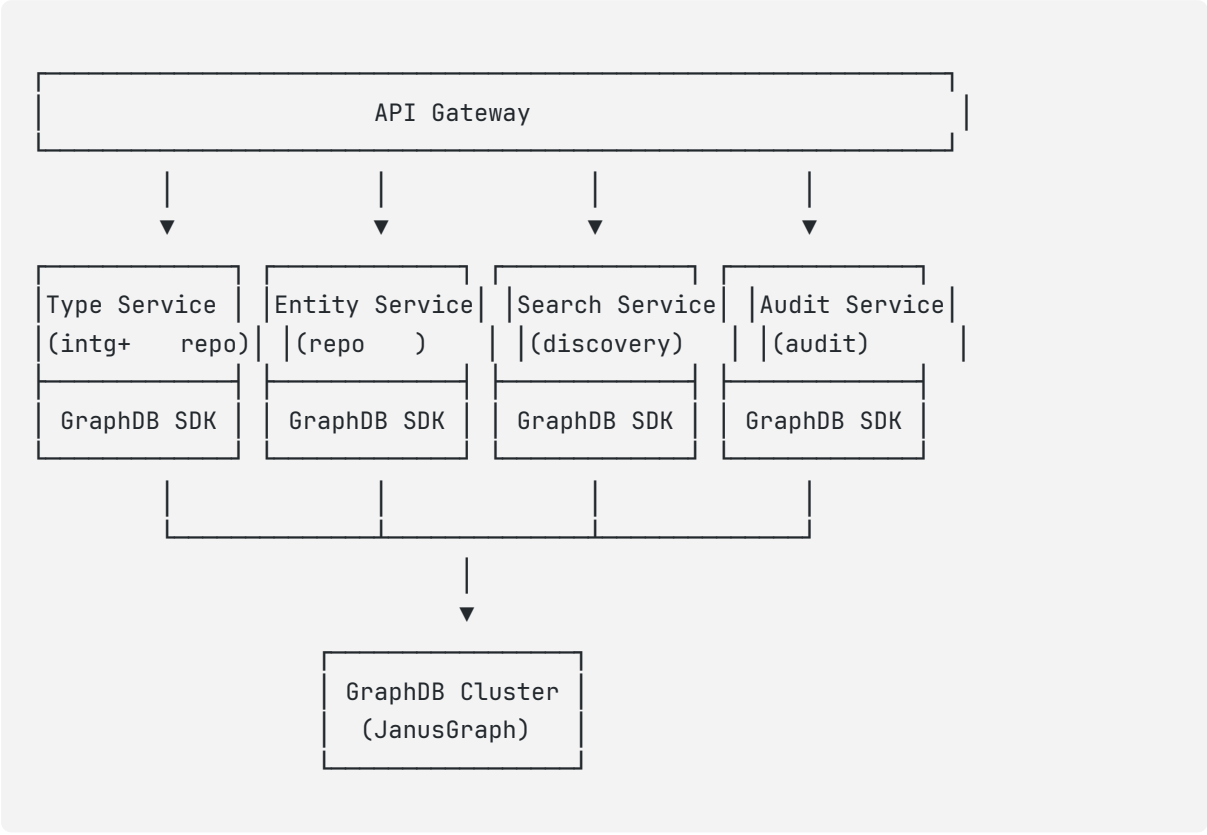 API Gateway
Type Service Entity Service Search Service Audit Service
(intg+ repo) (repo ) (discovery) (audit)
GraphDB SDK GraphDB SDK GraphDB SDK GraphDB SDK
GraphDB Cluster
(JanusGraph)